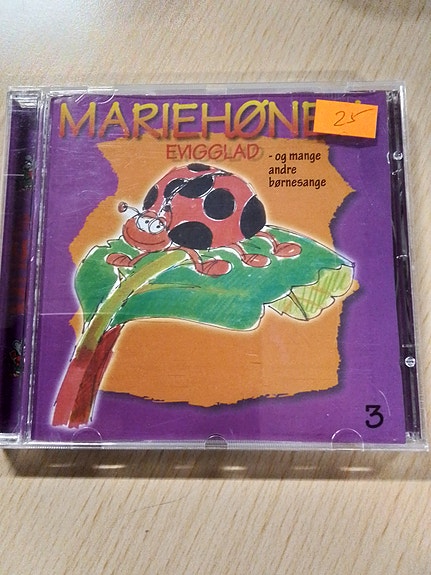 MARIEHØNE
25
EVIGGLAD
- og mange
andre
børnesange
3